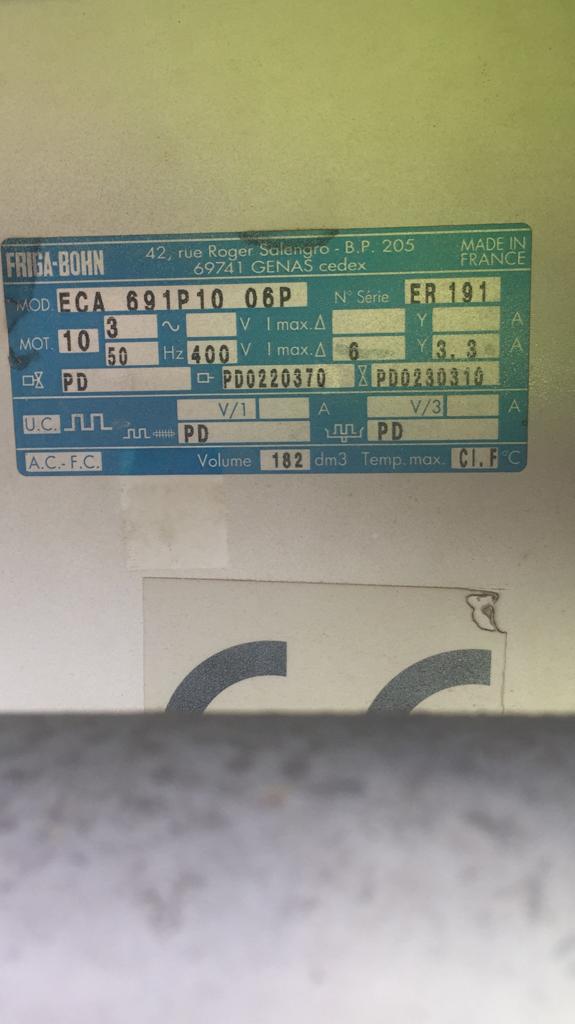 FRIGA-BOHN
42, rue Roger Salengro - B.P. 205
69741 GENAS cedex
MADE IN
FRANCE
MOD. ECA 691P10 06P N° Série ER 191
MOT. 10 3 ~ V I max. Δ Y A
50 Hz 400 V I max. Δ 6 Y 3.3 A
PD PD0220370 PD0230310
U.C. V/1 A V/3 A
PD PD
A.C.-F.C. Volume 182 dm3 Temp. max. Cl.F °C
CE